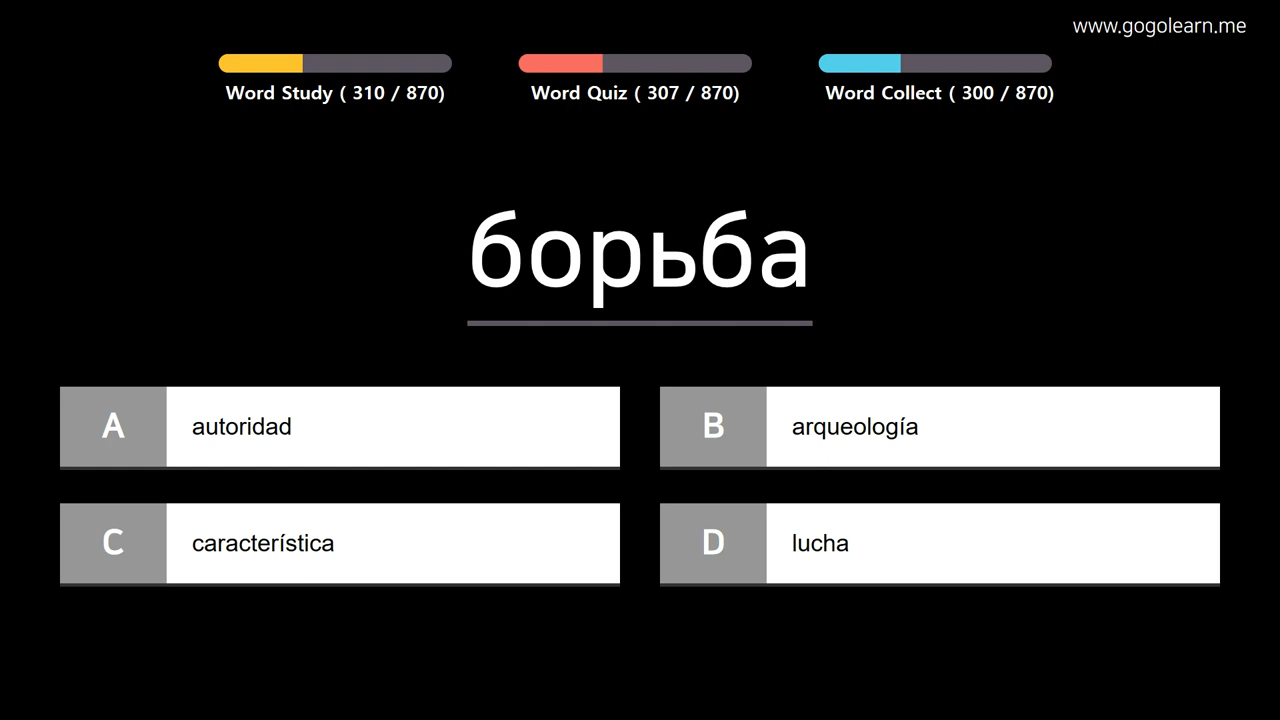 www.gogolearn.me
Word Study ( 310 / 870)
Word Quiz ( 307 / 870)
Word Collect ( 300 / 870)
борьба
A autoridad
B arqueología
C característica
D lucha